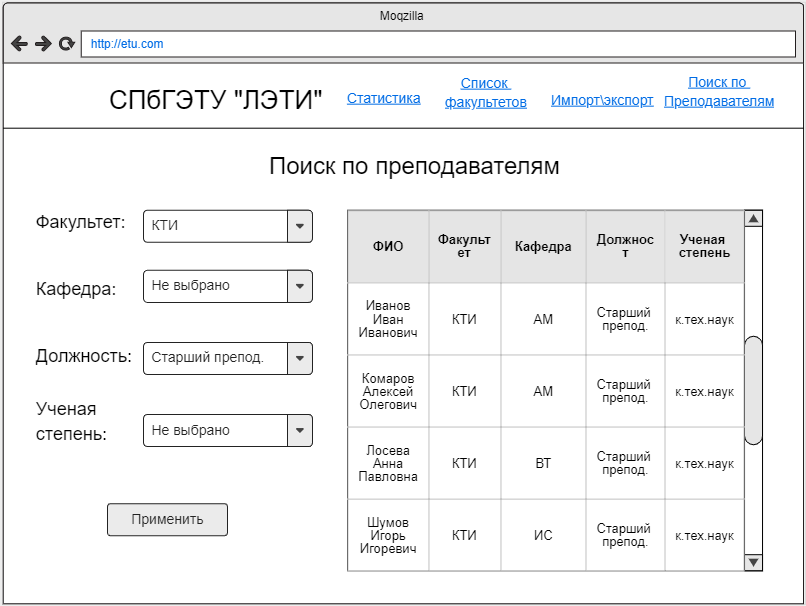 Moqzilla
http://etu.com
СПбГЭТУ "ЛЭТИ"
Статистика
Список
факультетов
Импорт\экспорт
Поиск по
Преподавателям
Поиск по преподавателям
Факультет:
КТИ
Кафедра:
Не выбрано
Должность:
Старший препод.
Ученая
степень:
Не выбрано
Применить
ФИО
Факульт
ет
Кафедра
Должнос
т
Ученая
степень
Иванов
Иван
Иванович
КТИ
АМ
Старший
препод.
к.тех.наук
Комаров
Алексей
Олегович
КТИ
АМ
Старший
препод.
к.тех.наук
Лосева
Анна
Павловна
КТИ
ВТ
Старший
препод.
к.тех.наук
Шумов
Игорь
Игоревич
КТИ
ИС
Старший
препод.
к.тех.наук